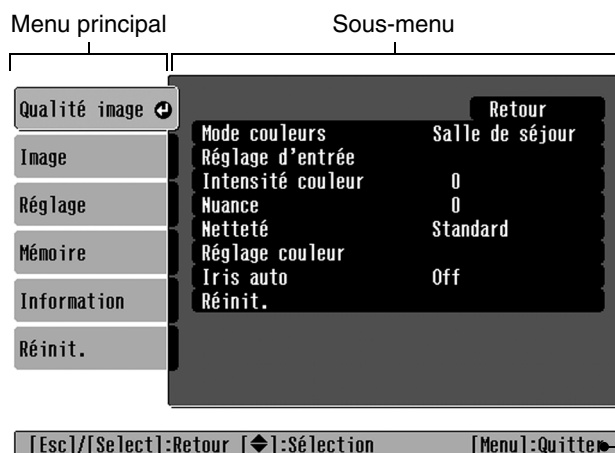 Menu principal Sous-menu
Qualité image
Image
Réglage
Mémoire
Information
Réinit.
Retour
Mode couleurs Salle de séjour
Réglage d'entrée
Intensité couleur 0
Nuance 0
Netteté Standard
Réglage couleur
Iris auto Off
Réinit.
[Esc]/[Select]:Retour [◆]:Sélection [Menu]:Quitter